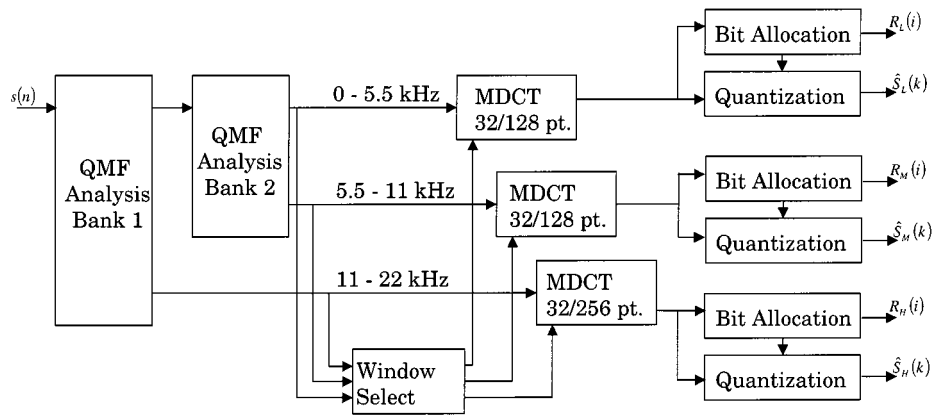 s(n)
QMF
Analysis
Bank 1
QMF
Analysis
Bank 2
0 - 5.5 kHz
MDCT
32/128 pt.
Bit Allocation
R_L(i)
Quantization
Ŝ_L(k)
5.5 - 11 kHz
MDCT
32/128 pt.
Bit Allocation
R_M(i)
Quantization
Ŝ_M(k)
11 - 22 kHz
MDCT
32/256 pt.
Bit Allocation
R_H(i)
Quantization
Ŝ_H(k)
Window
Select